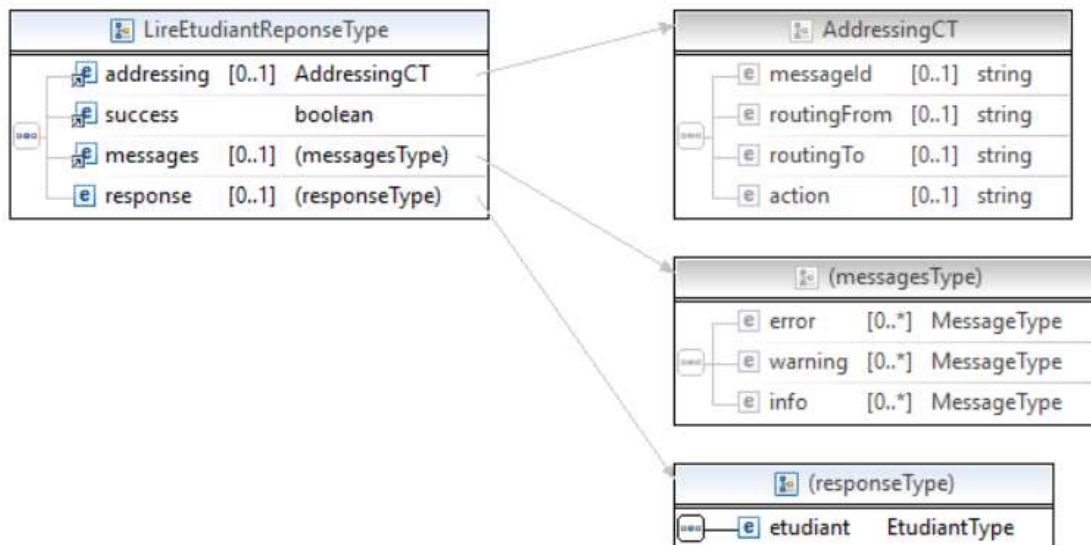 LireEtudiantReponseType
addressing [0..1] AddressingCT
success boolean
messages [0..1] (messagesType)
response [0..1] (responseType)
AddressingCT
messageId [0..1] string
routingFrom [0..1] string
routingTo [0..1] string
action [0..1] string
(messagesType)
error [0..*] MessageType
warning [0..*] MessageType
info [0..*] MessageType
(responseType)
etudiant EtudiantType